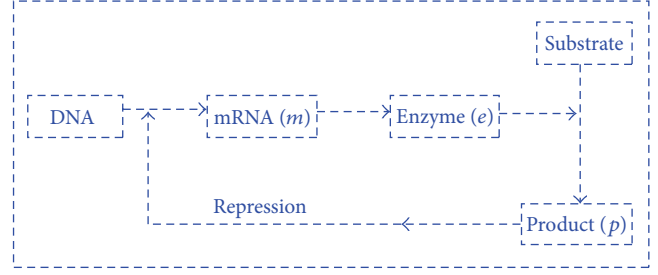 Substrate
DNA
mRNA (m)
Enzyme (e)
Repression
Product (p)